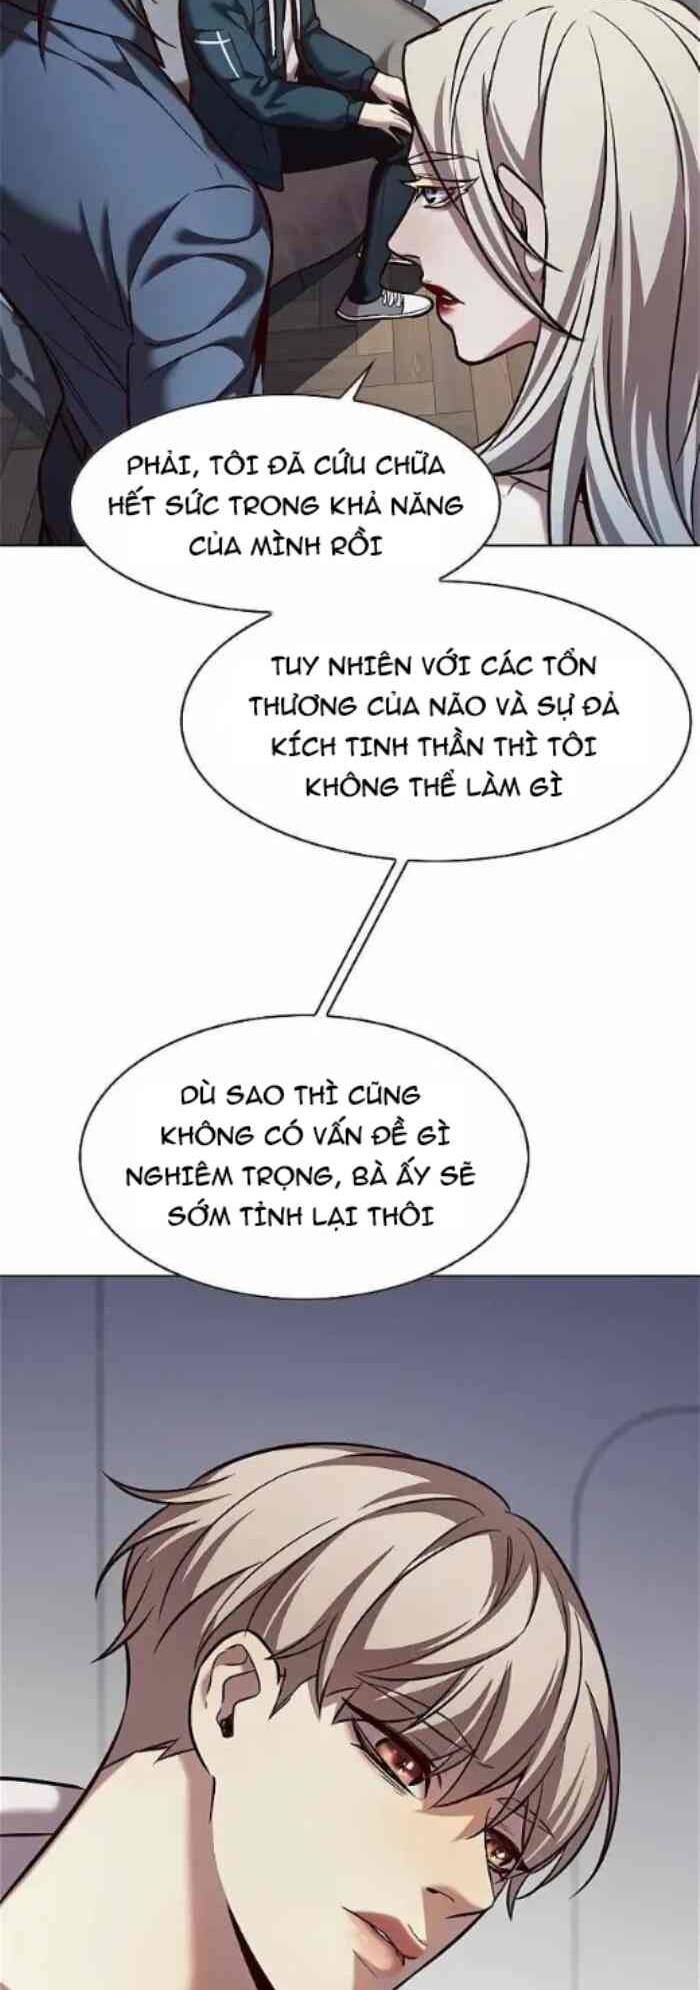 PHẢI, TÔI ĐÃ CỨU CHỮA
HẾT SỨC TRONG KHẢ NĂNG
CỦA MÌNH RỒI
TUY NHIÊN VỚI CÁC TỔN
THƯƠNG CỦA NÃO VÀ SỰ ĐẢ
KÍCH TINH THẦN THÌ TÔI
KHÔNG THỂ LÀM GÌ
DÙ SAO THÌ CŨNG
KHÔNG CÓ VẤN ĐỀ GÌ
NGHIÊM TRỌNG, BÀ ẤY SẼ
SỚM TỈNH LẠI THÔI